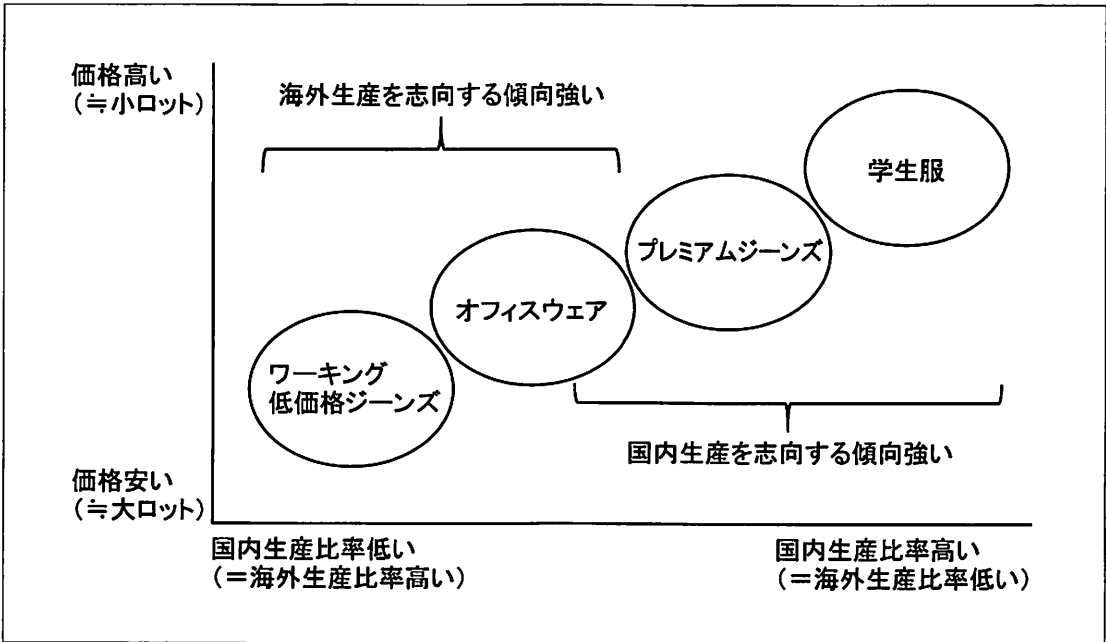 価格高い
（≒小ロット）
海外生産を志向する傾向強い
学生服
プレミアムジーンズ
オフィスウェア
ワーキング
低価格ジーンズ
国内生産を志向する傾向強い
価格安い
（≒大ロット）
国内生産比率低い
（＝海外生産比率高い）
国内生産比率高い
（＝海外生産比率低い）